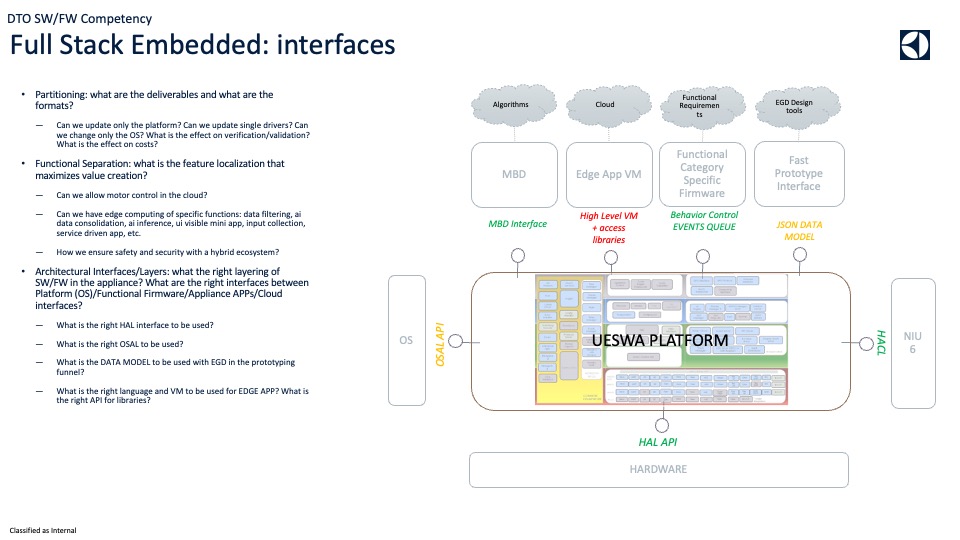 DTO SW/FW Competency
Full Stack Embedded: interfaces
• Partitioning: what are the deliverables and what are the
formats?
— Can we update only the platform? Can we update single drivers? Can
we change only the OS? What is the effect on verification/validation?
What is the effect on costs?
• Functional Separation: what is the feature localization that
maximizes value creation?
— Can we allow motor control in the cloud?
— Can we have edge computing of specific functions: data filtering, ai
data consolidation, ai inference, ui visible mini app, input collection,
service driven app, etc.
— How we ensure safety and security with a hybrid ecosystem?
• Architectural Interfaces/Layers: what the right layering of
SW/FW in the appliance? What are the right interfaces between
Platform (OS)/Functional Firmware/Appliance APPs/Cloud
interfaces?
— What is the right HAL interface to be used?
— What is the right OSAL to be used?
— What is the DATA MODEL to be used with EGD in the prototyping
funnel?
— What is the right language and VM to be used for EDGE APP? What is
the right API for libraries?
Algorithms
Cloud
Functional
Requiremen
ts
EGD Design
tools
MBD
Edge App VM
Functional
Category
Specific
Firmware
Fast
Prototype
Interface
MBD Interface
High Level VM
+ access
libraries
Behavior Control
EVENTS QUEUE
JSON DATA
MODEL
OS
OSAL API
UESWA PLATFORM
HACL
NIU
6
HAL API
HARDWARE
Classified as Internal